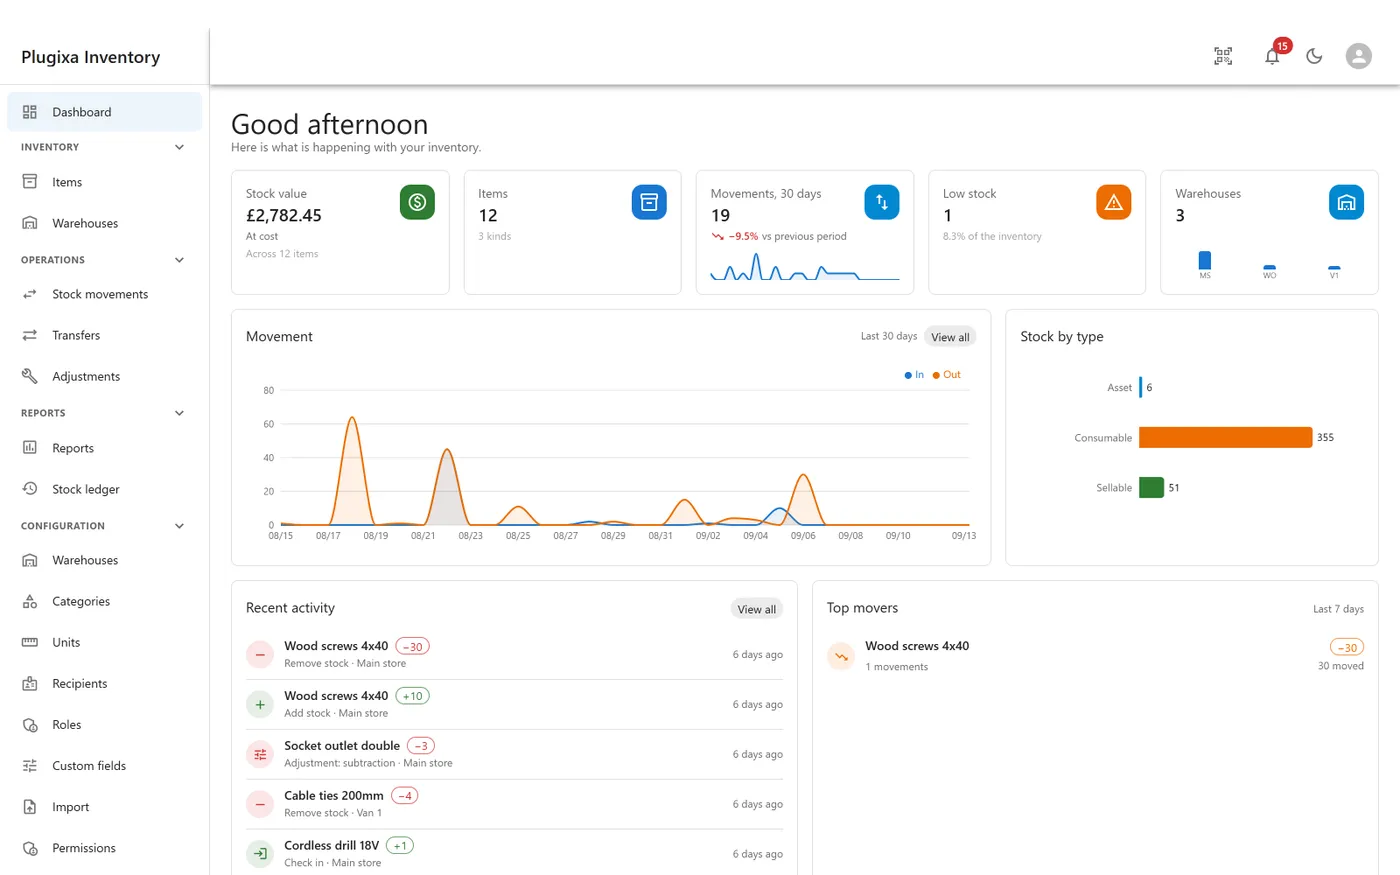 Plugixa Inventory
15
Dashboard
INVENTORY
Items
Warehouses
OPERATIONS
Stock movements
Transfers
Adjustments
REPORTS
Reports
Stock ledger
CONFIGURATION
Warehouses
Categories
Units
Recipients
Roles
Custom fields
Import
Permissions
Good afternoon
Here is what is happening with your inventory.
Stock value
£2,782.45
At cost
Across 12 items
Items
12
3 kinds
Movements, 30 days
19
−9.5% vs previous period
Low stock
1
8.3% of the inventory
Warehouses
3
MS WO V1
Movement
Last 30 days View all
In Out
80
60
40
20
0
08/15 08/17 08/19 08/21 08/23 08/25 08/27 08/29 08/31 09/02 09/04 09/06 09/08 09/10 09/13
Stock by type
Asset 6
Consumable 355
Sellable 51
Recent activity View all
Wood screws 4x40 −30
Remove stock · Main store
6 days ago
Wood screws 4x40 +10
Add stock · Main store
6 days ago
Socket outlet double −3
Adjustment: subtraction · Main store
6 days ago
Cable ties 200mm −4
Remove stock · Van 1
6 days ago
Cordless drill 18V +1
Check in · Main store
6 days ago
Top movers Last 7 days
Wood screws 4x40 −30
1 movements 30 moved